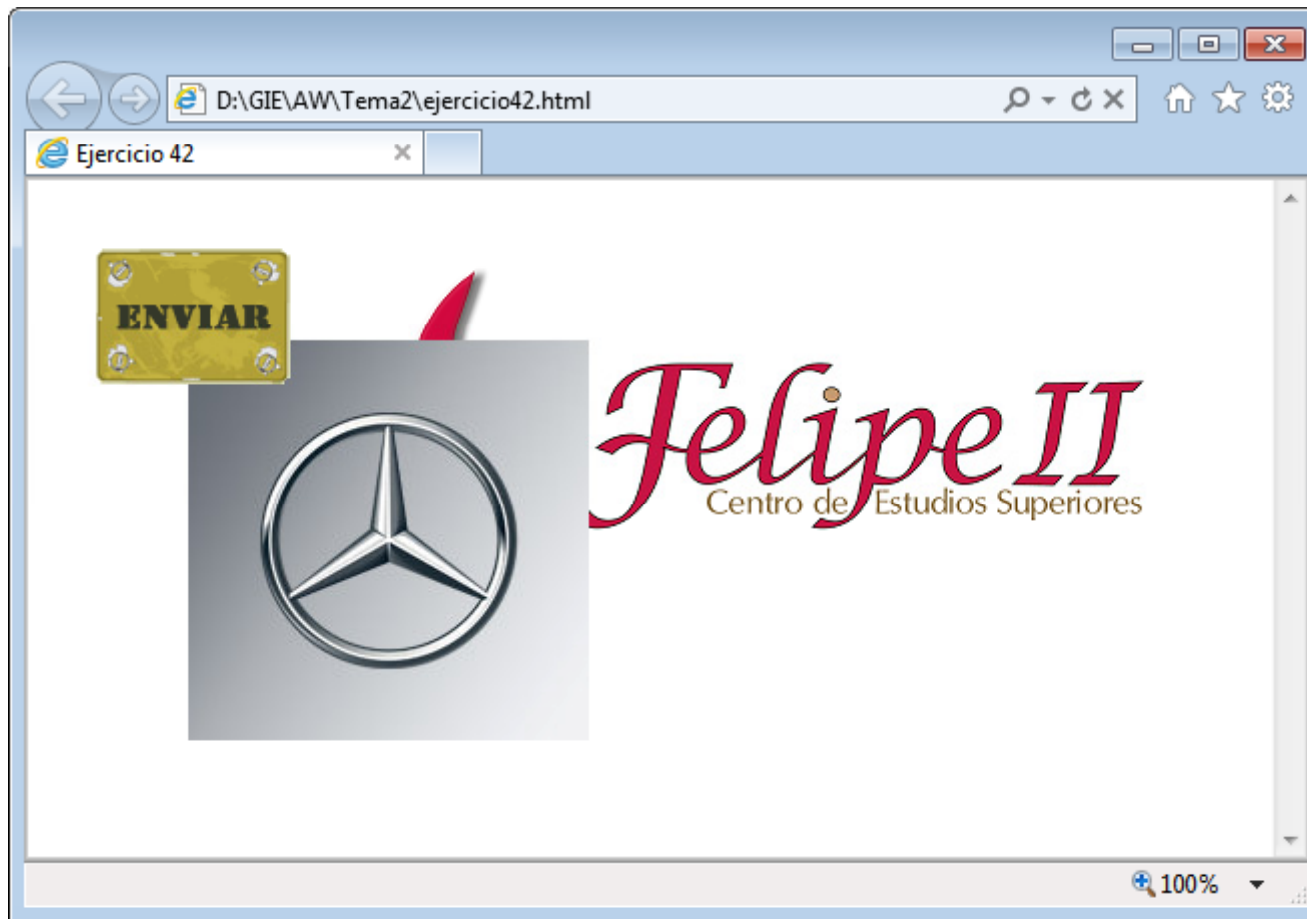 D:\GIE\AW\Tema2\ejercicio42.html
Ejercicio 42
ENVIAR
Felipe II
Centro de Estudios Superiores
100%